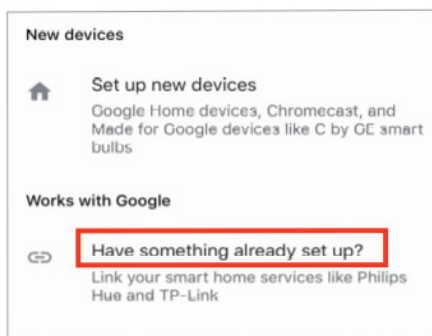 New devices
Set up new devices
Google Home devices, Chromecast, and
Made for Google devices like C by GE smart
bulbs
Works with Google
Have something already set up?
Link your smart home services like Philips
Hue and TP-Link